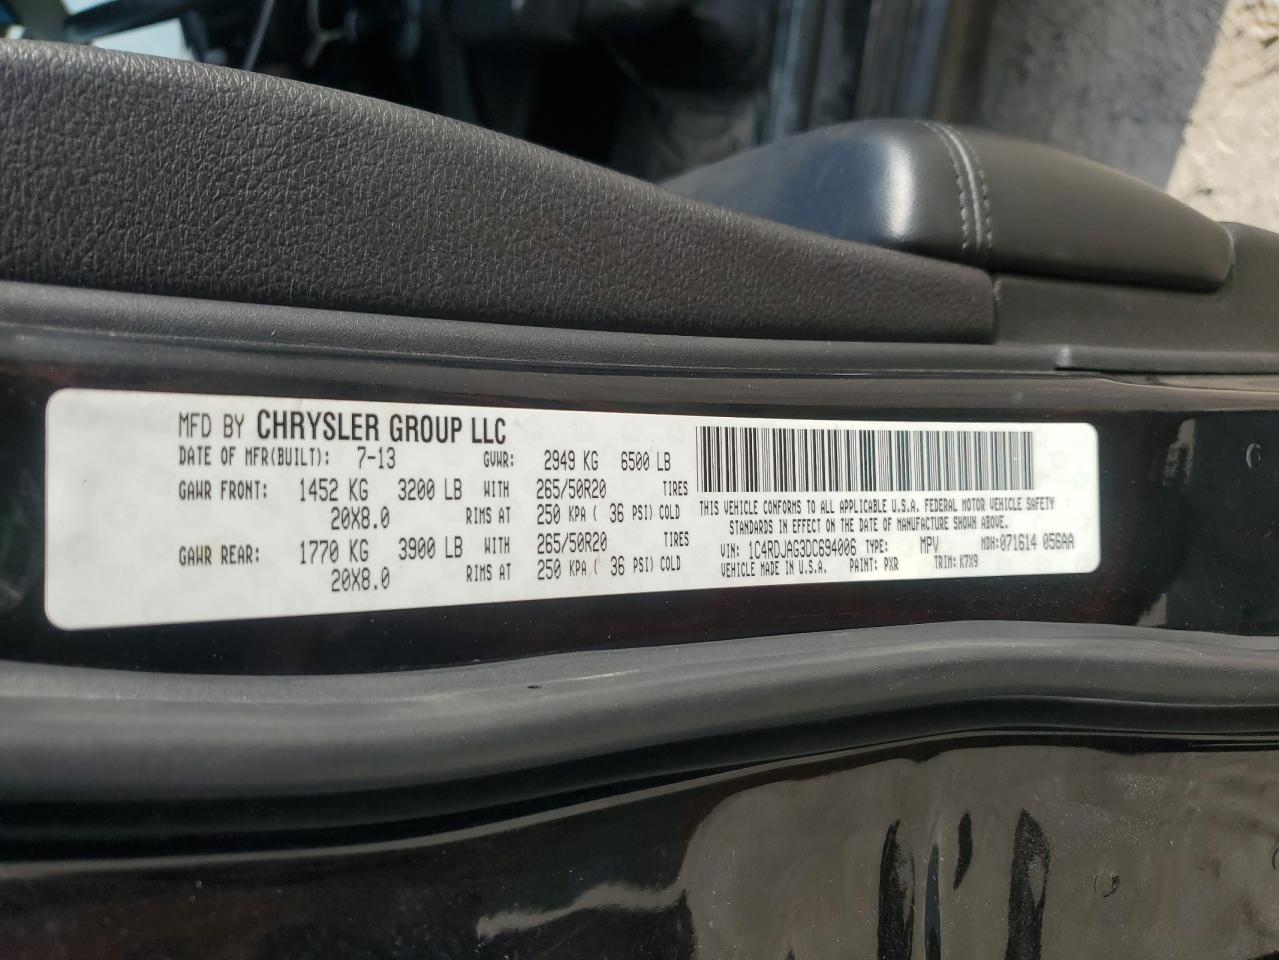 MFD BY CHRYSLER GROUP LLC
DATE OF MFR(BUILT): 7-13 GVWR: 2949 KG 6500 LB
GAWR FRONT: 1452 KG 3200 LB WITH 265/50R20 TIRES
20X8.0 RIMS AT 250 KPA ( 36 PSI) COLD
GAWR REAR: 1770 KG 3900 LB WITH 265/50R20 TIRES
20X8.0 RIMS AT 250 KPA ( 36 PSI) COLD
THIS VEHICLE CONFORMS TO ALL APPLICABLE U.S.A. FEDERAL MOTOR VEHICLE SAFETY
STANDARDS IN EFFECT ON THE DATE OF MANUFACTURE SHOWN ABOVE.
VIN: 1C4RDJAG3DC694006 TYPE: MPV MDH: 071614 056AA
VEHICLE MADE IN U.S.A. PAINT: PXR TRIM: K7X9